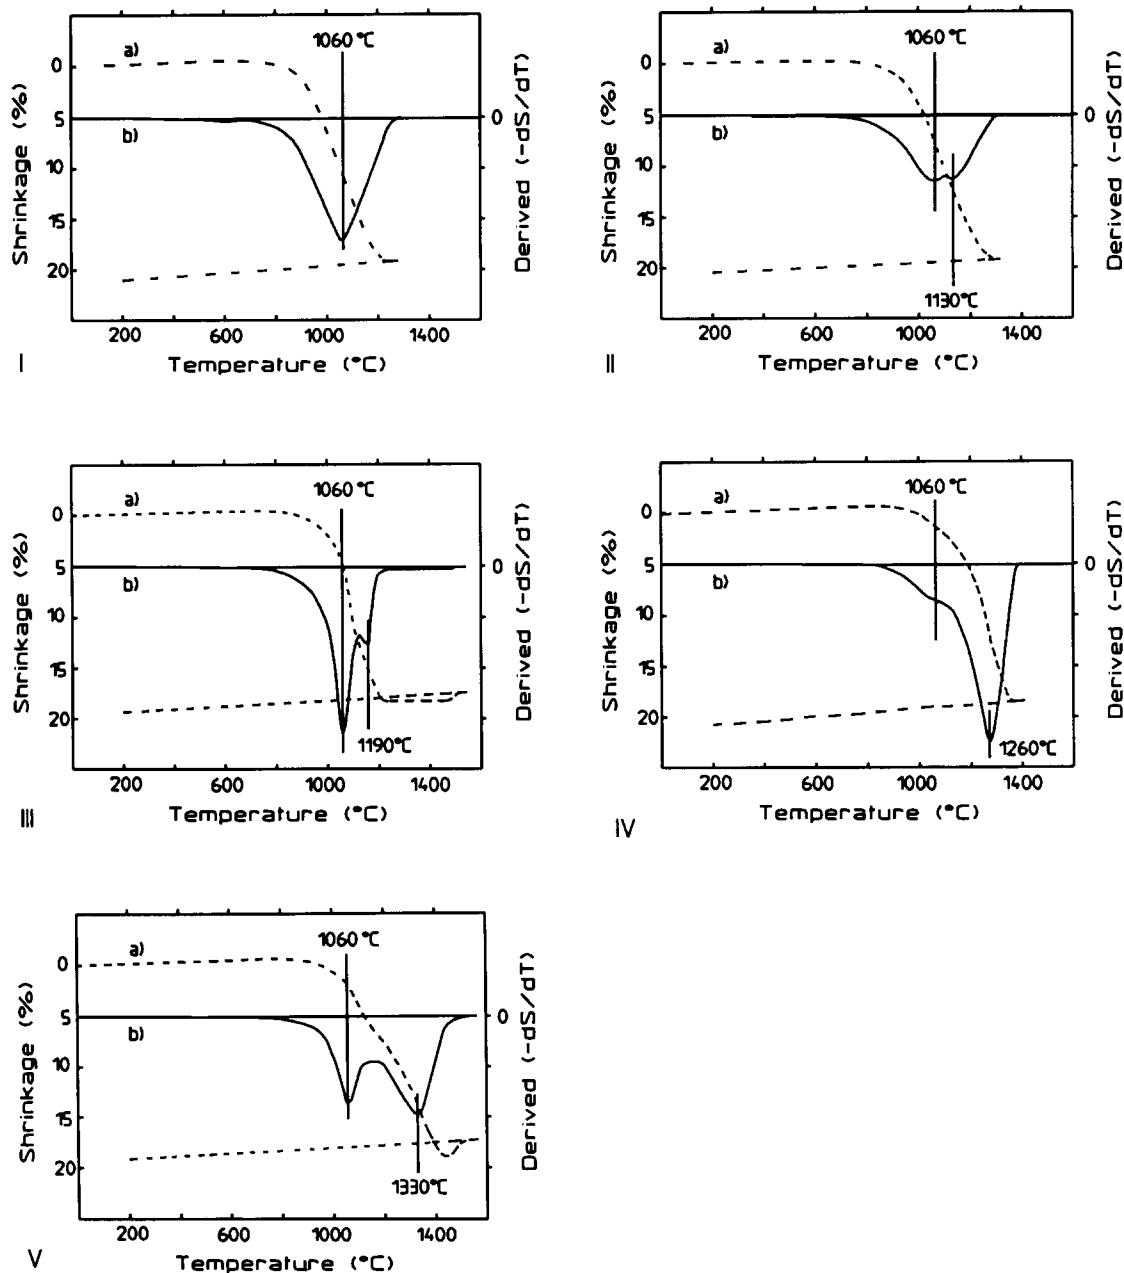 1060 °C
a)
0
5
10
15
20
b)
0
Shrinkage (%)
Derived (-dS/dT)
200 600 1000 1400
Temperature (°C)
I
1060 °C
a)
0
5
10
15
20
b)
0
1130°C
Shrinkage (%)
Derived (-dS/dT)
200 600 1000 1400
Temperature (°C)
II
1060 °C
a)
0
5
10
15
20
b)
0
1190°C
Shrinkage (%)
Derived (-dS/dT)
200 600 1000 1400
Temperature (°C)
III
1060 °C
a)
0
5
10
15
20
b)
0
1260°C
Shrinkage (%)
Derived (-dS/dT)
200 600 1000 1400
Temperature (°C)
IV
1060 °C
a)
0
5
10
15
20
b)
0
1330°C
Shrinkage (%)
Derived (-dS/dT)
200 600 1000 1400
Temperature (°C)
V